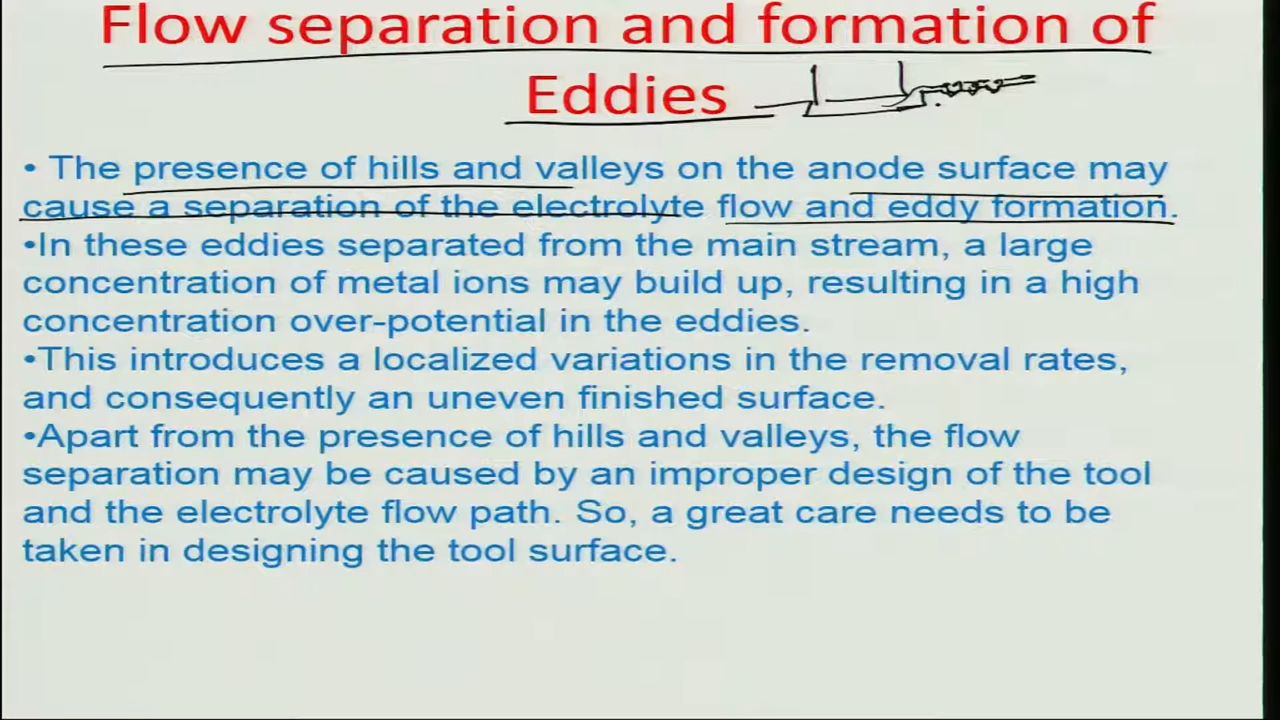 Flow separation and formation of
Eddies
• The presence of hills and valleys on the anode surface may
cause a separation of the electrolyte flow and eddy formation.
•In these eddies separated from the main stream, a large
concentration of metal ions may build up, resulting in a high
concentration over-potential in the eddies.
•This introduces a localized variations in the removal rates,
and consequently an uneven finished surface.
•Apart from the presence of hills and valleys, the flow
separation may be caused by an improper design of the tool
and the electrolyte flow path. So, a great care needs to be
taken in designing the tool surface.